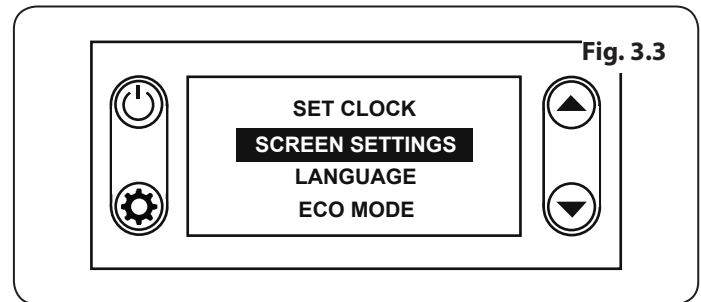 Fig. 3.3
SET CLOCK
SCREEN SETTINGS
LANGUAGE
ECO MODE